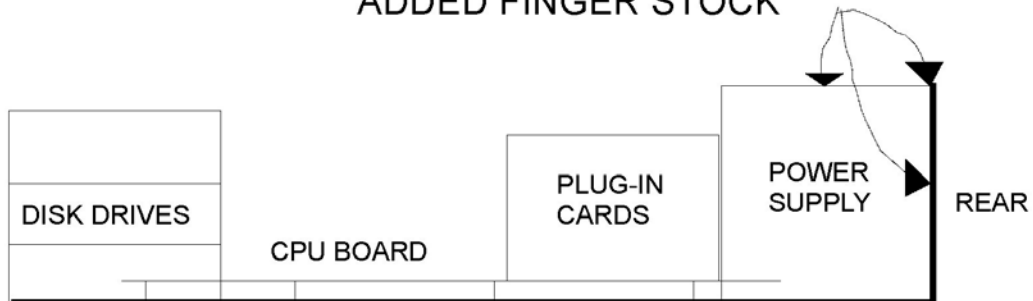 ADDED FINGER STOCK
POWER
SUPPLY
PLUG-IN
CARDS
REAR
DISK DRIVES
CPU BOARD